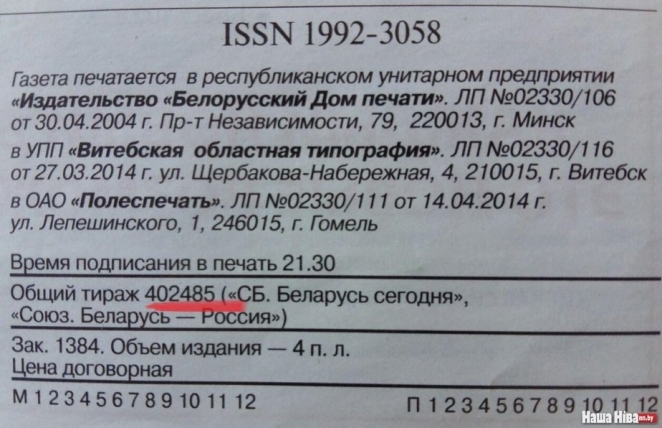 ISSN 1992-3058
Газета печатается в республиканском унитарном предприятии
«Издательство «Белорусский Дом печати». ЛП №02330/106
от 30.04.2004 г. Пр-т Независимости, 79, 220013, г. Минск
в УПП «Витебская областная типография». ЛП №02330/116
от 27.03.2014 г. ул. Щербакова-Набережная, 4, 210015, г. Витебск
в ОАО «Полеспечать». ЛП №02330/111 от 14.04.2014 г.
ул. Лепешинского, 1, 246015, г. Гомель
Время подписания в печать 21.30
Общий тираж 402485 («СБ. Беларусь сегодня»,
«Союз. Беларусь — Россия»)
Зак. 1384. Объем издания — 4 п. л.
Цена договорная
М 1 2 3 4 5 6 7 8 9 10 11 12 П 1 2 3 4 5 6 7 8 9 10 11 12
Наша Ніва nn.by